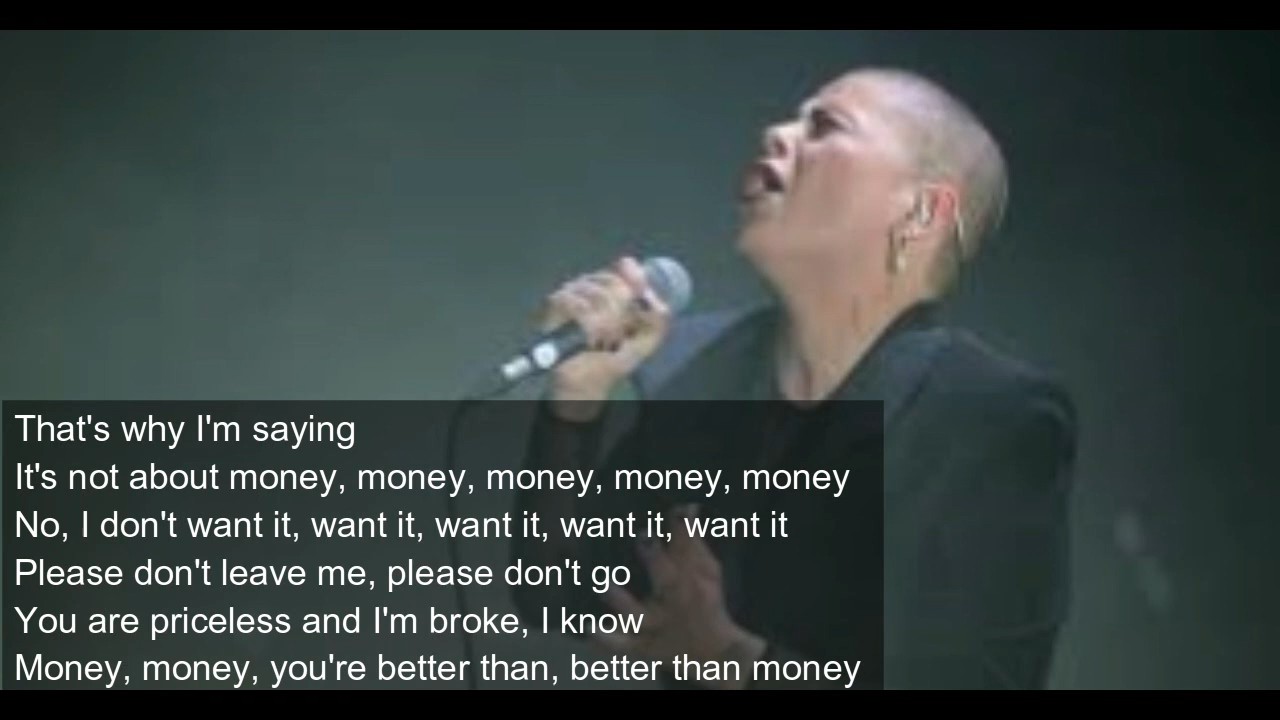 That's why I'm saying
It's not about money, money, money, money, money
No, I don't want it, want it, want it, want it, want it
Please don't leave me, please don't go
You are priceless and I'm broke, I know
Money, money, you're better than, better than money